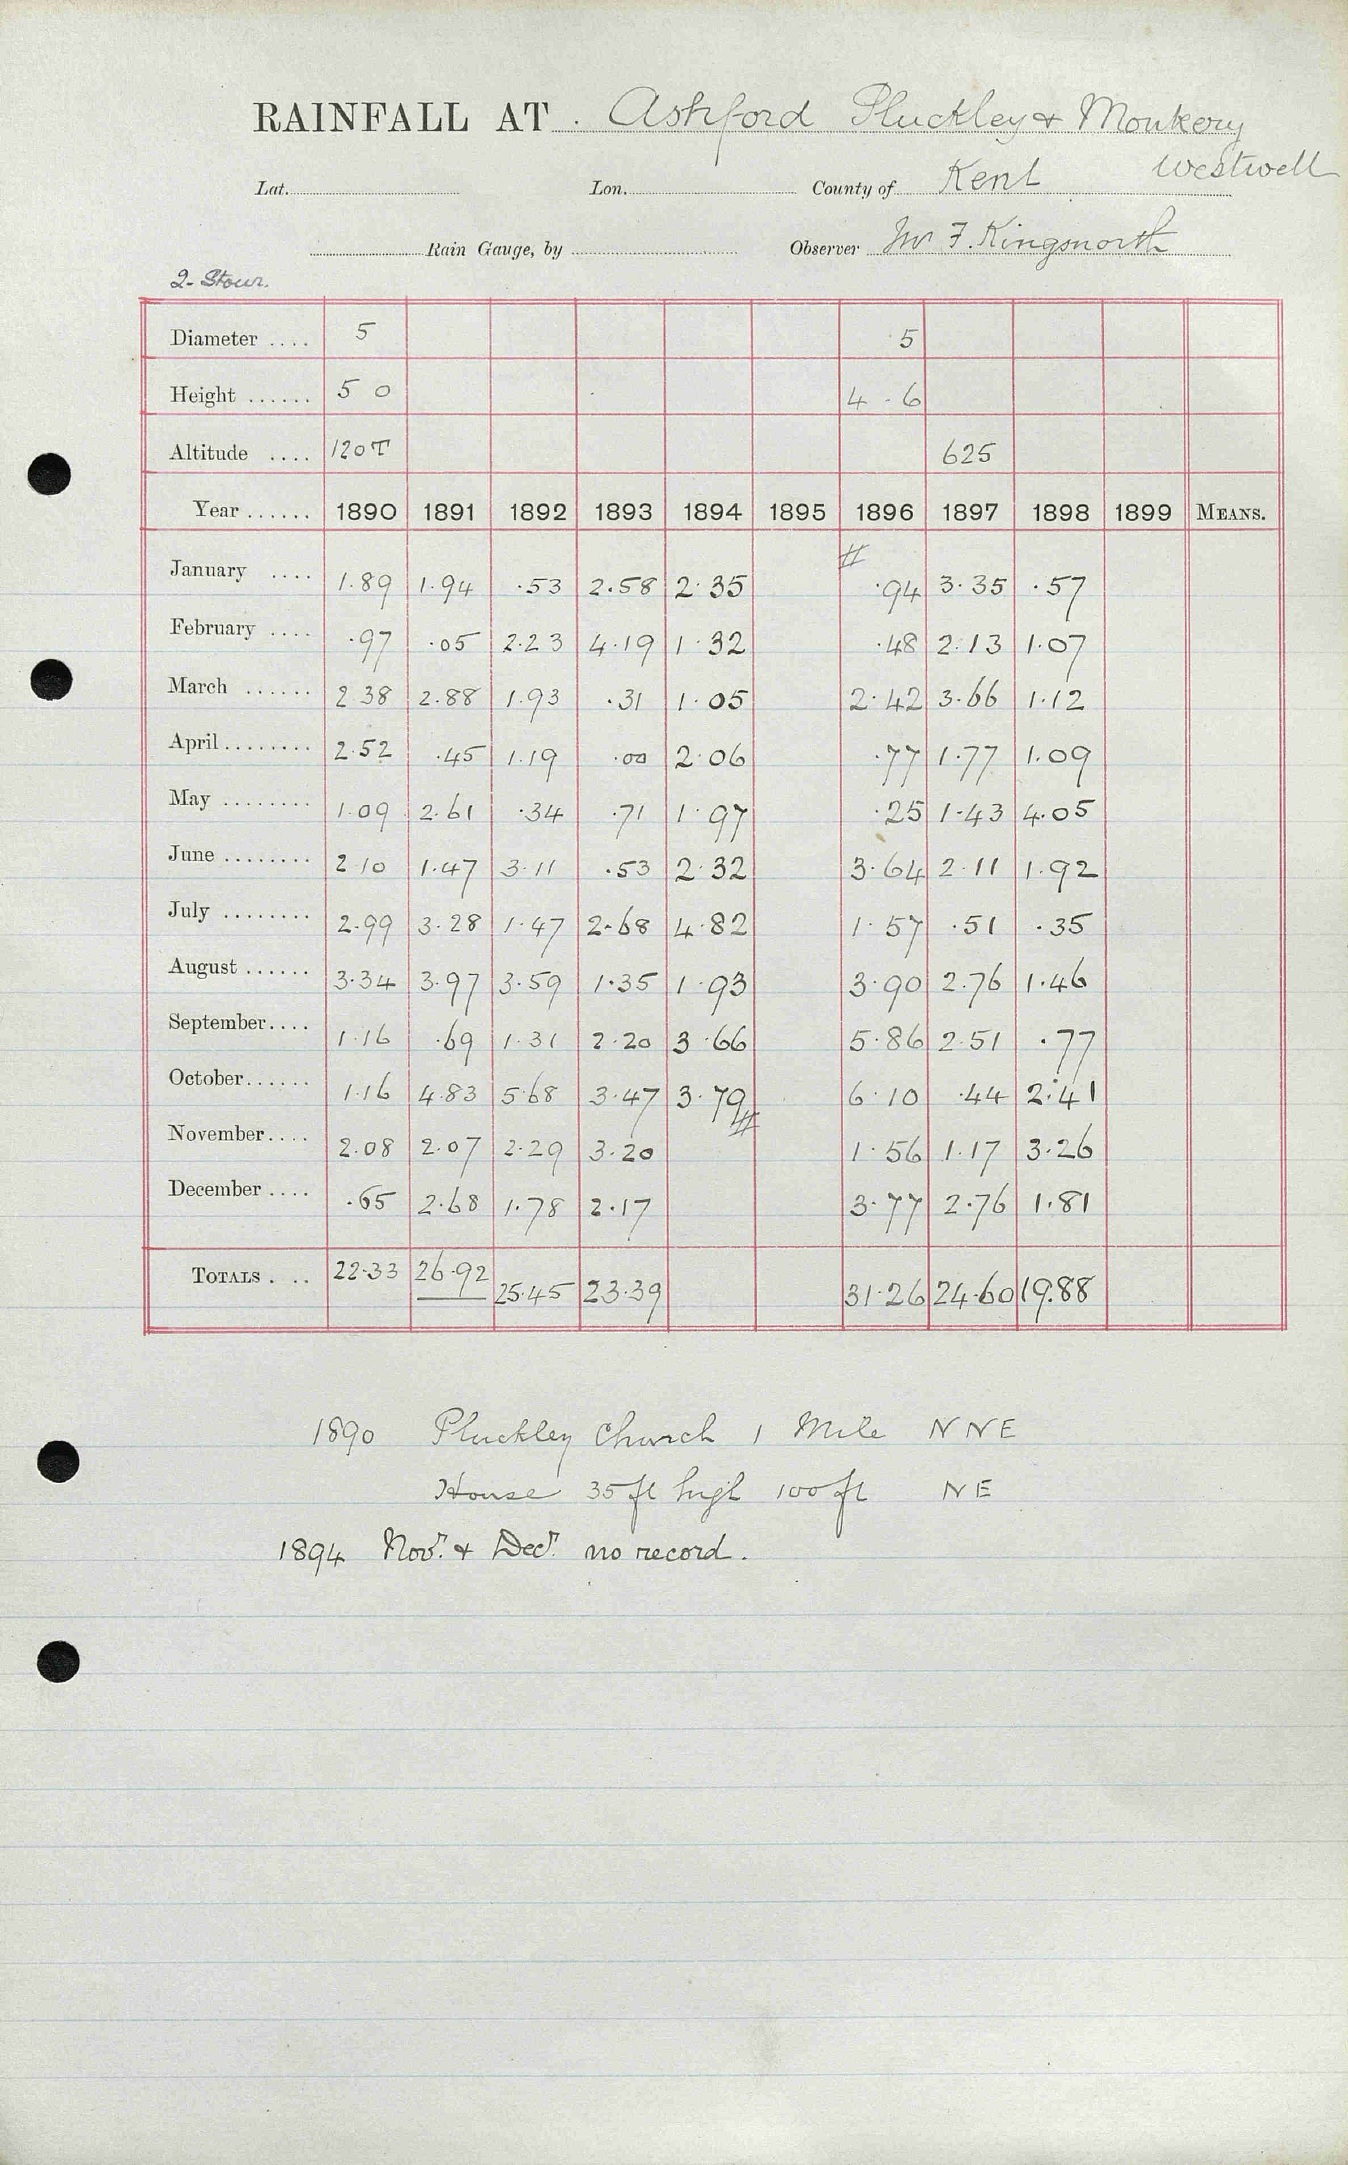 RAINFALL AT . Ashford Pluckley & Monkery
Westwell
Lat. Lon. County of Kent
Rain Gauge, by Observer Mr F. Kingsnorth
2. Stour.
Diameter .... 5 5
Height ...... 5 0 4 - 6
Altitude .... 120 T 625
Year ...... 1890 1891 1892 1893 1894 1895 1896 1897 1898 1899 MEANS.
#
January .... 1.89 1.94 .53 2.58 2.35 .94 3.35 .57
February .... .97 .05 2.23 4.19 1.32 .48 2.13 1.07
March ...... 2.38 2.88 1.93 .31 1.05 2.42 3.66 1.12
April ........ 2.52 .45 1.19 .00 2.06 .77 1.77 1.09
May ........ 1.09 2.61 .34 .71 1.97 .25 1.43 4.05
June ........ 2.10 1.47 3.11 .53 2.32 3.64 2.11 1.92
July ........ 2.99 3.28 1.47 2.68 4.82 1.57 .51 .35
August ...... 3.34 3.97 3.59 1.35 1.93 3.90 2.76 1.46
September.... 1.16 .69 1.31 2.20 3.66 5.86 2.51 .77
October...... 1.16 4.83 5.68 3.47 3.79 6.10 .44 2.41
#
November.... 2.08 2.07 2.29 3.20 1.56 1.17 3.26
December .... .65 2.68 1.78 2.17 3.77 2.76 1.81
TOTALS . .. 22.33 26.92 25.45 23.39 31.26 24.60 19.88
1890 Pluckley Church 1 Mile NNE
House 35 ft high 100 ft NE
1894 Novr. & Decr. no record.